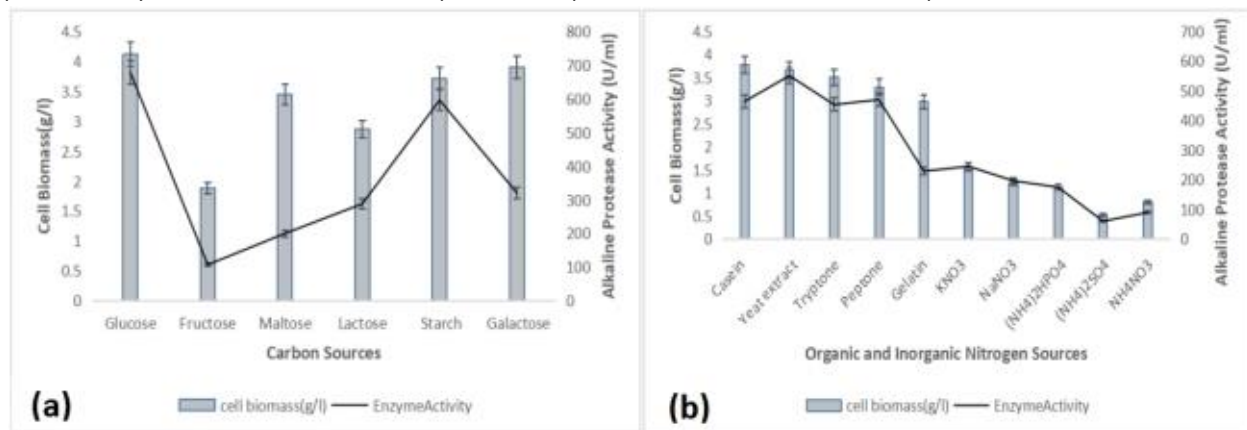 4.5
4
3.5
3
2.5
2
1.5
1
0.5
0
Cell Biomass(g/l)
800
700
600
500
400
300
200
100
0
Alkaline Protease Activity (U/ml)
Glucose Fructose Maltose Lactose Starch Galactose
Carbon Sources
cell biomass(g/l) EnzymeActivity
(a)
4.5
4
3.5
3
2.5
2
1.5
1
0.5
0
Cell Biomass(g/l)
700
600
500
400
300
200
100
0
Alkaline Protease Activity (U/ml)
Casein
Yeat extract
Tryptone
Peptone
Gelatin
KNO3
NaNO3
(NH4)2HPO4
(NH4)2SO4
NH4NO3
Organic and Inorganic Nitrogen Sources
cell biomass(g/l) EnzymeActivity
(b)